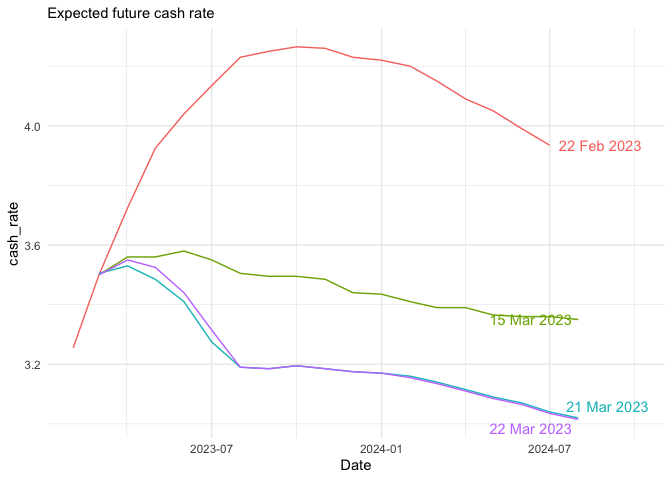 Expected future cash rate
cash_rate
4.0
3.6
3.2
22 Feb 2023
15 Mar 2023
21 Mar 2023
22 Mar 2023
2023-07
2024-01
2024-07
Date